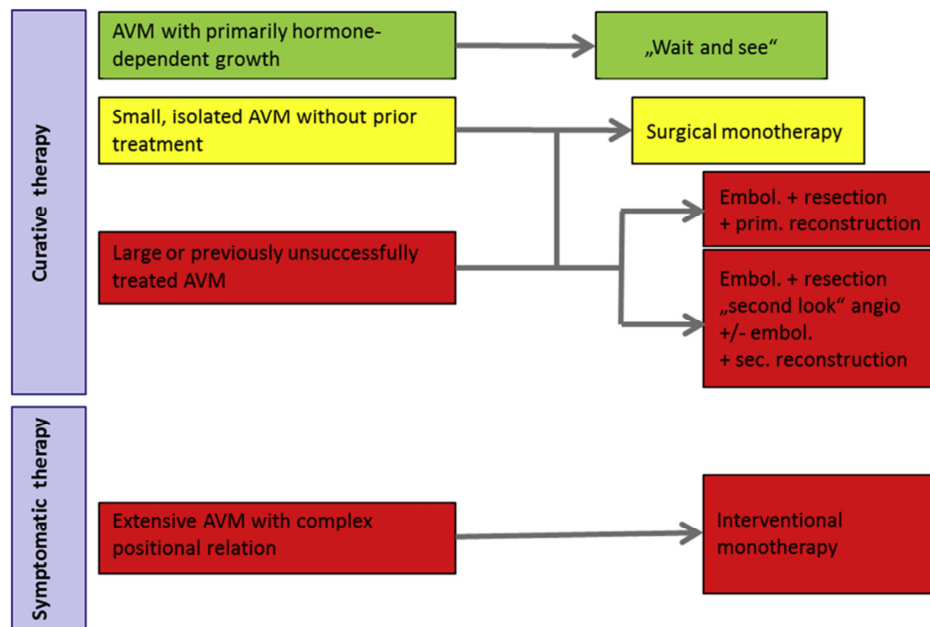 Curative therapy
AVM with primarily hormone-
dependent growth
„Wait and see“
Small, isolated AVM without prior
treatment
Surgical monotherapy
Large or previously unsuccessfully
treated AVM
Embol. + resection
+ prim. reconstruction
Embol. + resection
„second look“ angio
+/- embol.
+ sec. reconstruction
Symptomatic therapy
Extensive AVM with complex
positional relation
Interventional
monotherapy